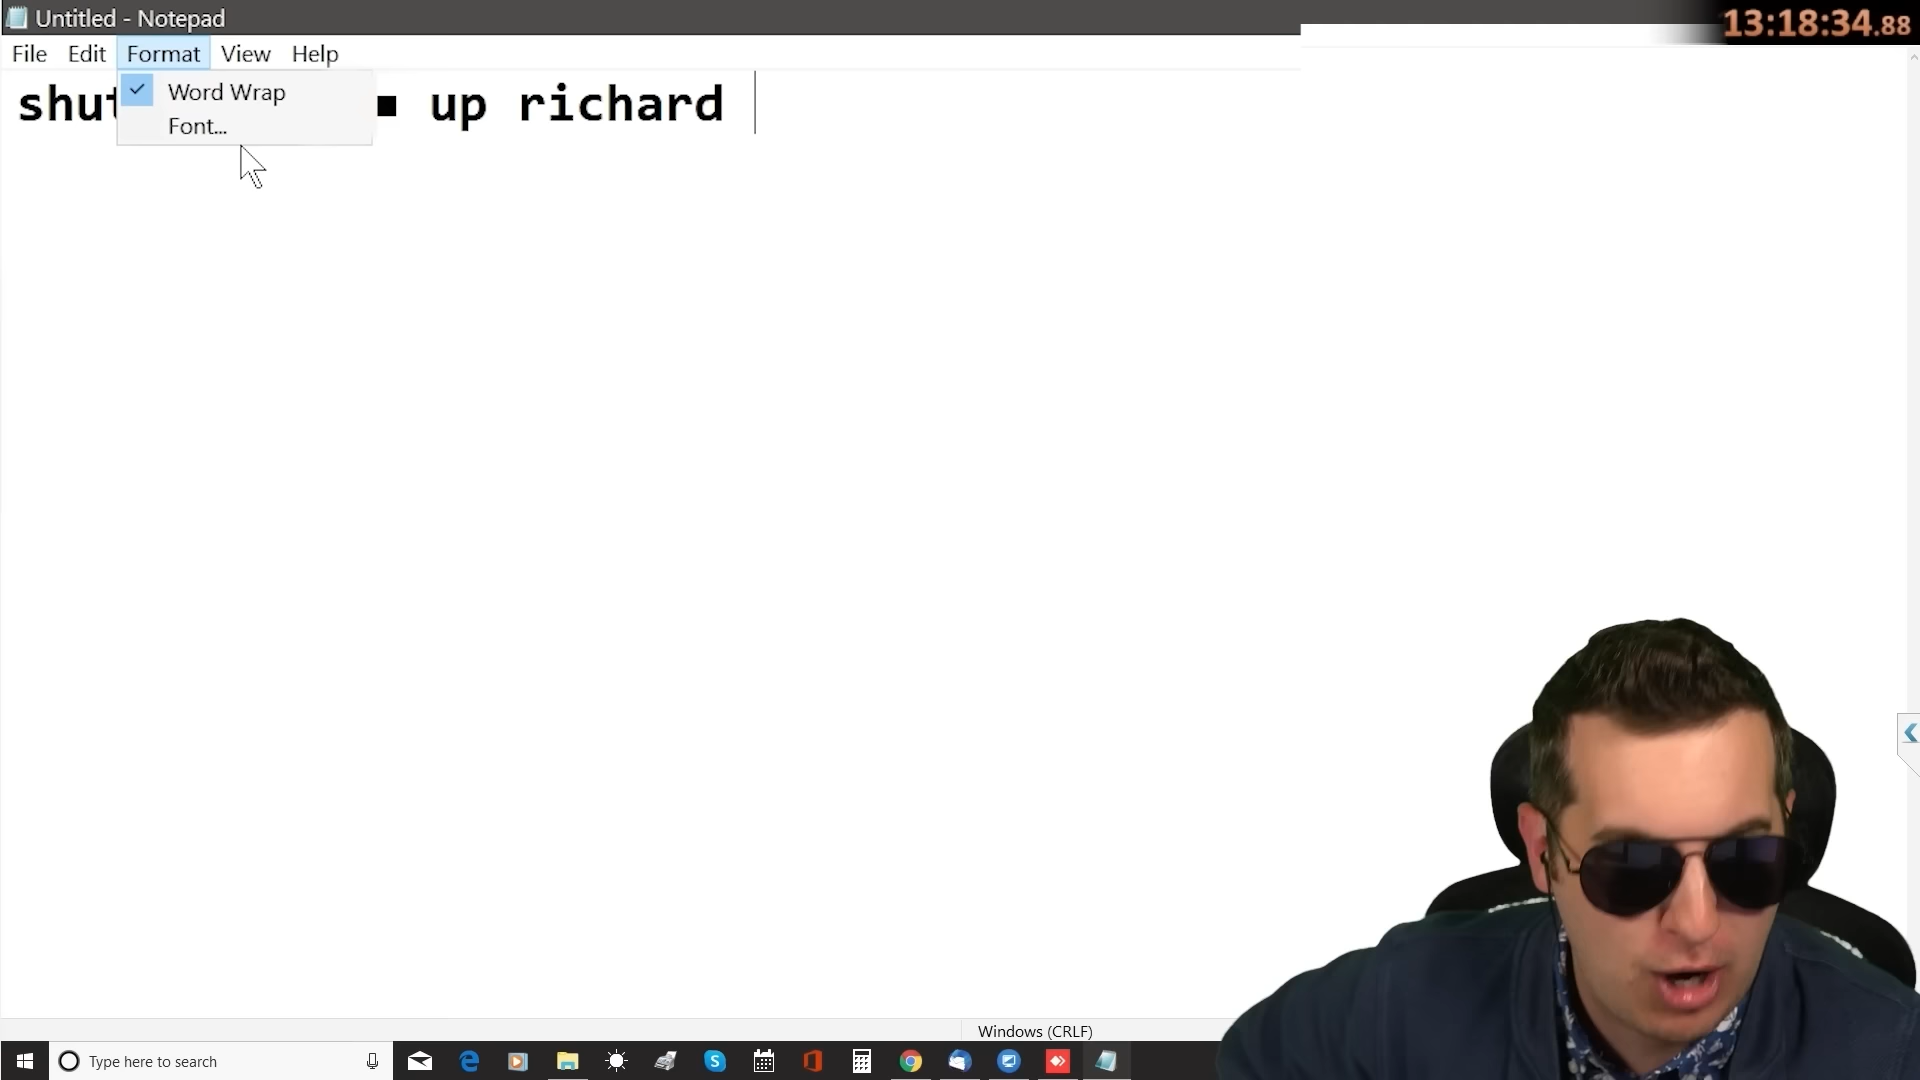 Untitled - Notepad
13:18:34.88
File Edit Format View Help
shut ■ up richard
Word Wrap
Font...
Windows (CRLF)
Type here to search